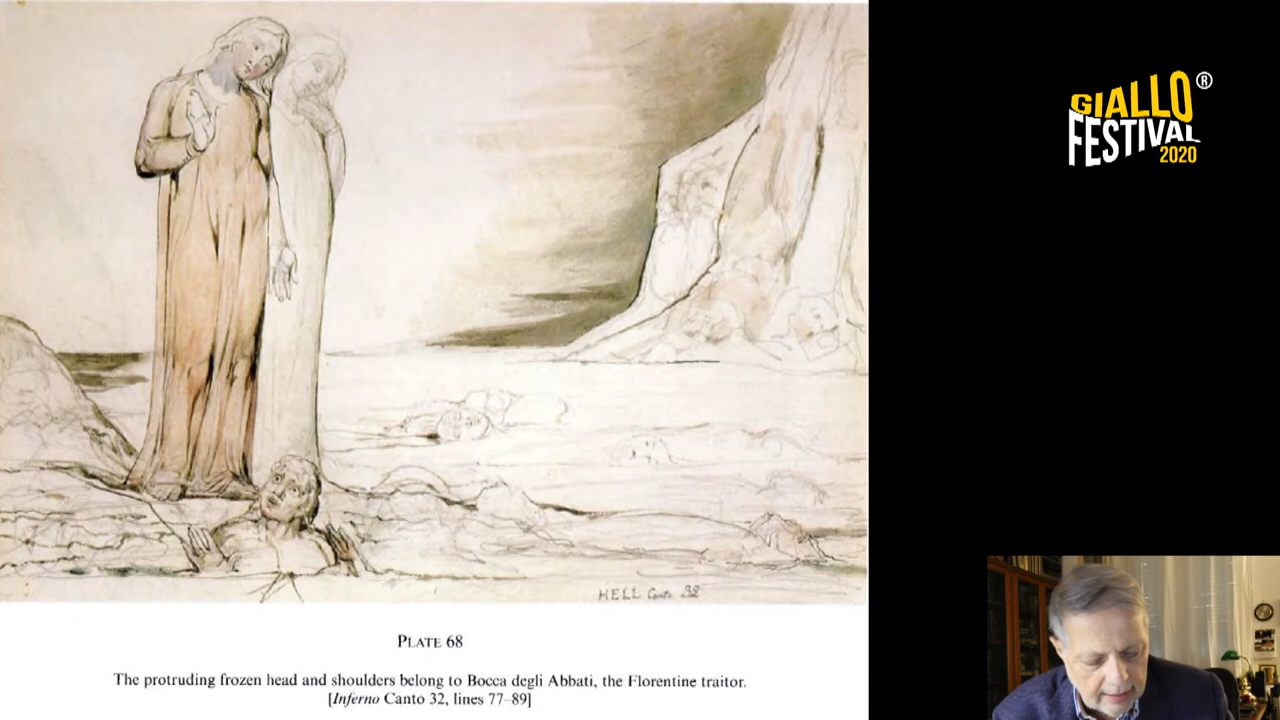 GIALLO ®
FESTIVAL
2020
HELL Canto 32
PLATE 68
The protruding frozen head and shoulders belong to Bocca degli Abbati, the Florentine traitor.
[Inferno Canto 32, lines 77–89]